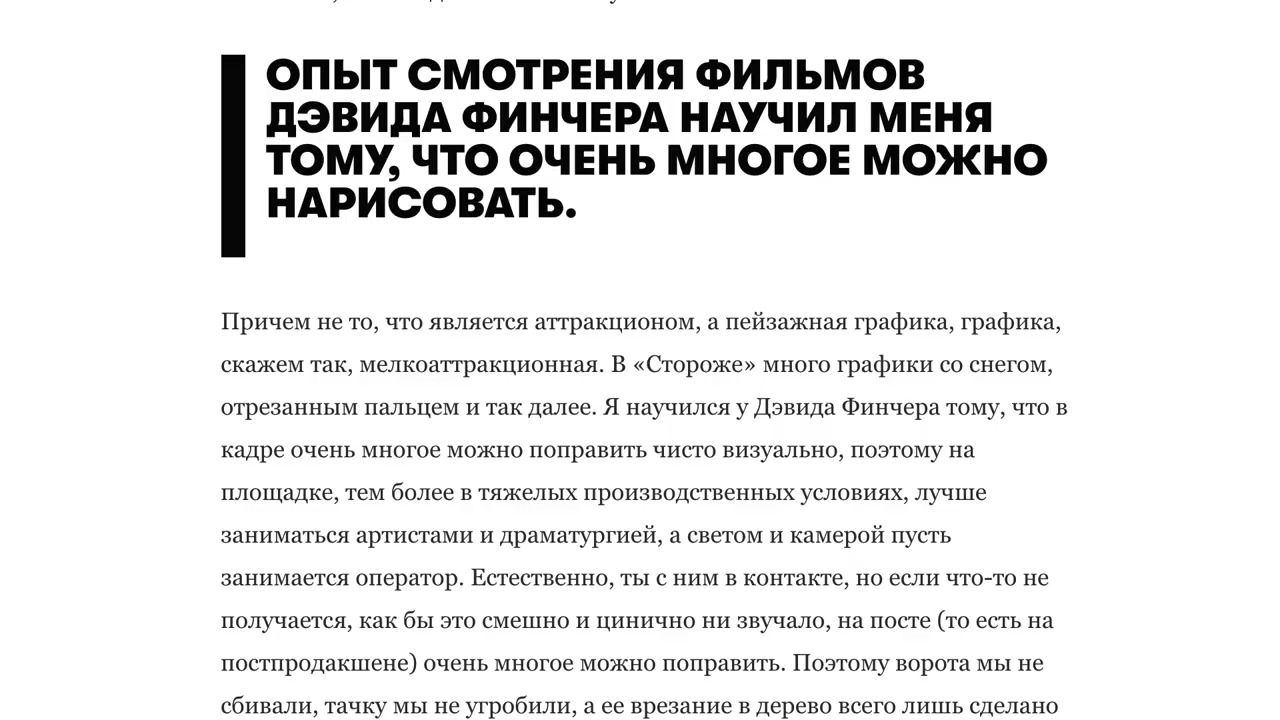 ОПЫТ СМОТРЕНИЯ ФИЛЬМОВ
ДЭВИДА ФИНЧЕРА НАУЧИЛ МЕНЯ
ТОМУ, ЧТО ОЧЕНЬ МНОГОЕ МОЖНО
НАРИСОВАТЬ.
Причем не то, что является аттракционом, а пейзажная графика, графика,
скажем так, мелкоаттракционная. В «Стороже» много графики со снегом,
отрезанным пальцем и так далее. Я научился у Дэвида Финчера тому, что в
кадре очень многое можно поправить чисто визуально, поэтому на
площадке, тем более в тяжелых производственных условиях, лучше
заниматься артистами и драматургией, а светом и камерой пусть
занимается оператор. Естественно, ты с ним в контакте, но если что-то не
получается, как бы это смешно и цинично ни звучало, на посте (то есть на
постпродакшене) очень многое можно поправить. Поэтому ворота мы не
сбивали, тачку мы не угробили, а ее врезание в дерево всего лишь сделано